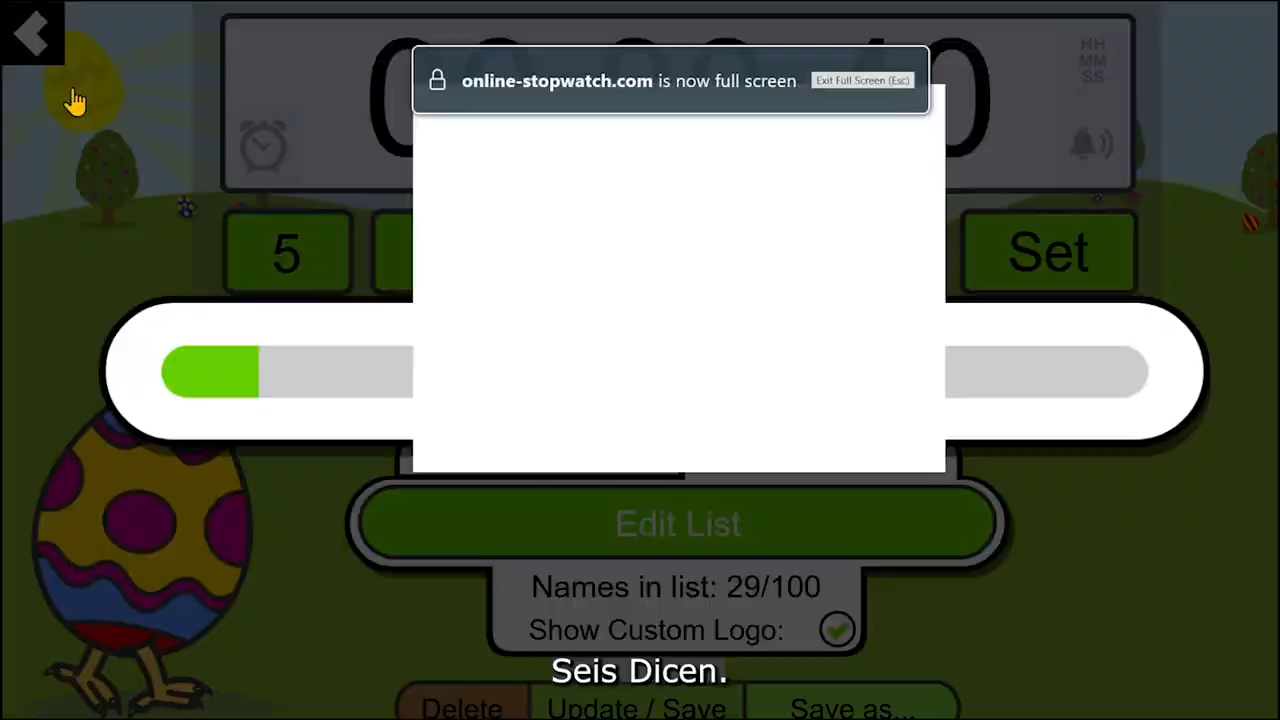 HH
MM
SS
online-stopwatch.com is now full screen
Exit Full Screen (Esc)
5
Set
Edit List
Names in list: 29/100
Show Custom Logo:
Seis Dicen.
Delete
Update / Save
Save as...